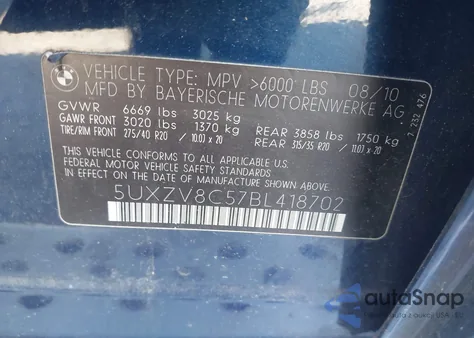 VEHICLE TYPE: MPV >6000 LBS 08/10
MFD BY BAYERISCHE MOTORENWERKE AG
GVWR 6669 lbs 3025 kg
GAWR FRONT 3020 lbs 1370 kg REAR 3858 lbs 1750 kg
TIRE/RIM FRONT 275/40 R20 / 10.0J x 20 REAR 315/35 R20 / 11.0J x 20
THIS VEHICLE CONFORMS TO ALL APPLICABLE U.S.
FEDERAL MOTOR VEHICLE SAFETY STANDARDS
IN EFFECT ON THE DATE OF MANUFACTURE SHOWN ABOVE.
5UXZV8C57BL418702
7 232 476
autoSnap